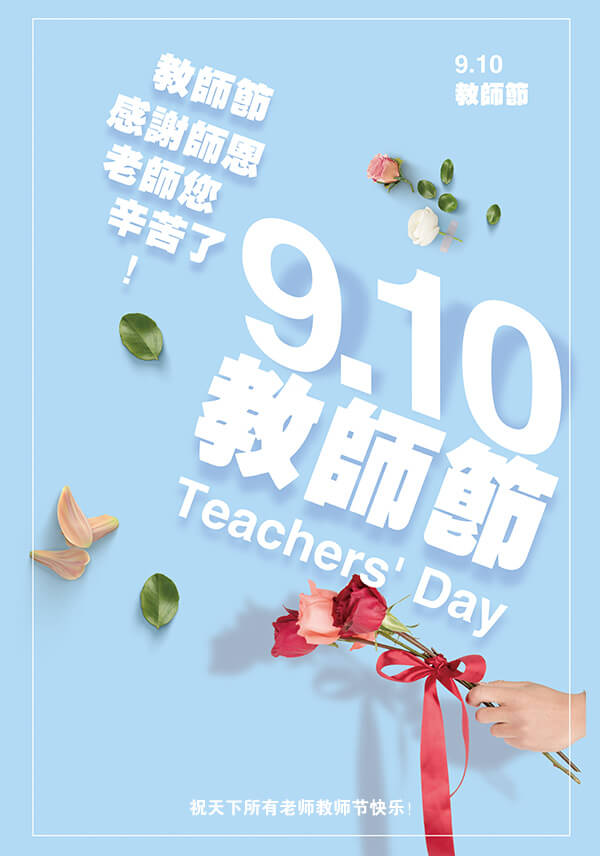 9.10
教師節
教師節
感謝師恩
老師您
辛苦了
！
9.10
教師節
Teachers' Day
祝天下所有老师教师节快乐！